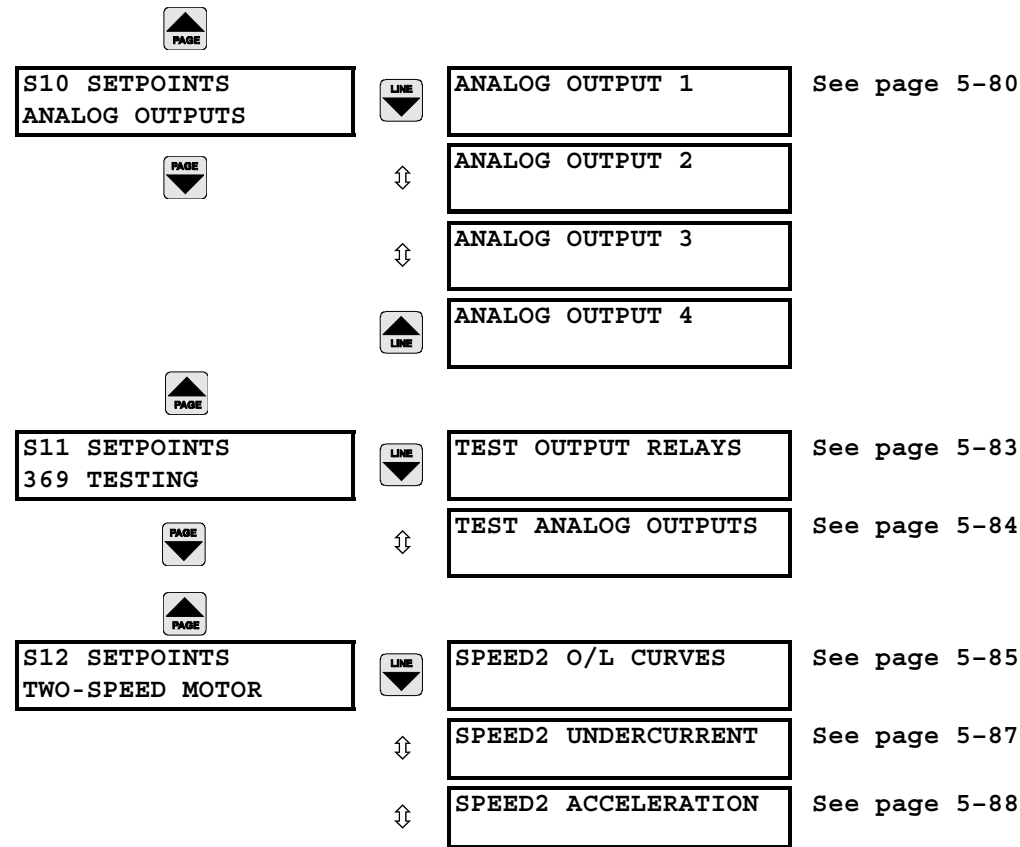 PAGE
S10 SETPOINTS
ANALOG OUTPUTS
LINE
ANALOG OUTPUT 1
See page 5–80
PAGE
ANALOG OUTPUT 2
ANALOG OUTPUT 3
LINE
ANALOG OUTPUT 4
PAGE
S11 SETPOINTS
369 TESTING
LINE
TEST OUTPUT RELAYS
See page 5–83
PAGE
TEST ANALOG OUTPUTS
See page 5–84
PAGE
S12 SETPOINTS
TWO-SPEED MOTOR
LINE
SPEED2 O/L CURVES
See page 5–85
SPEED2 UNDERCURRENT
See page 5–87
SPEED2 ACCELERATION
See page 5–88